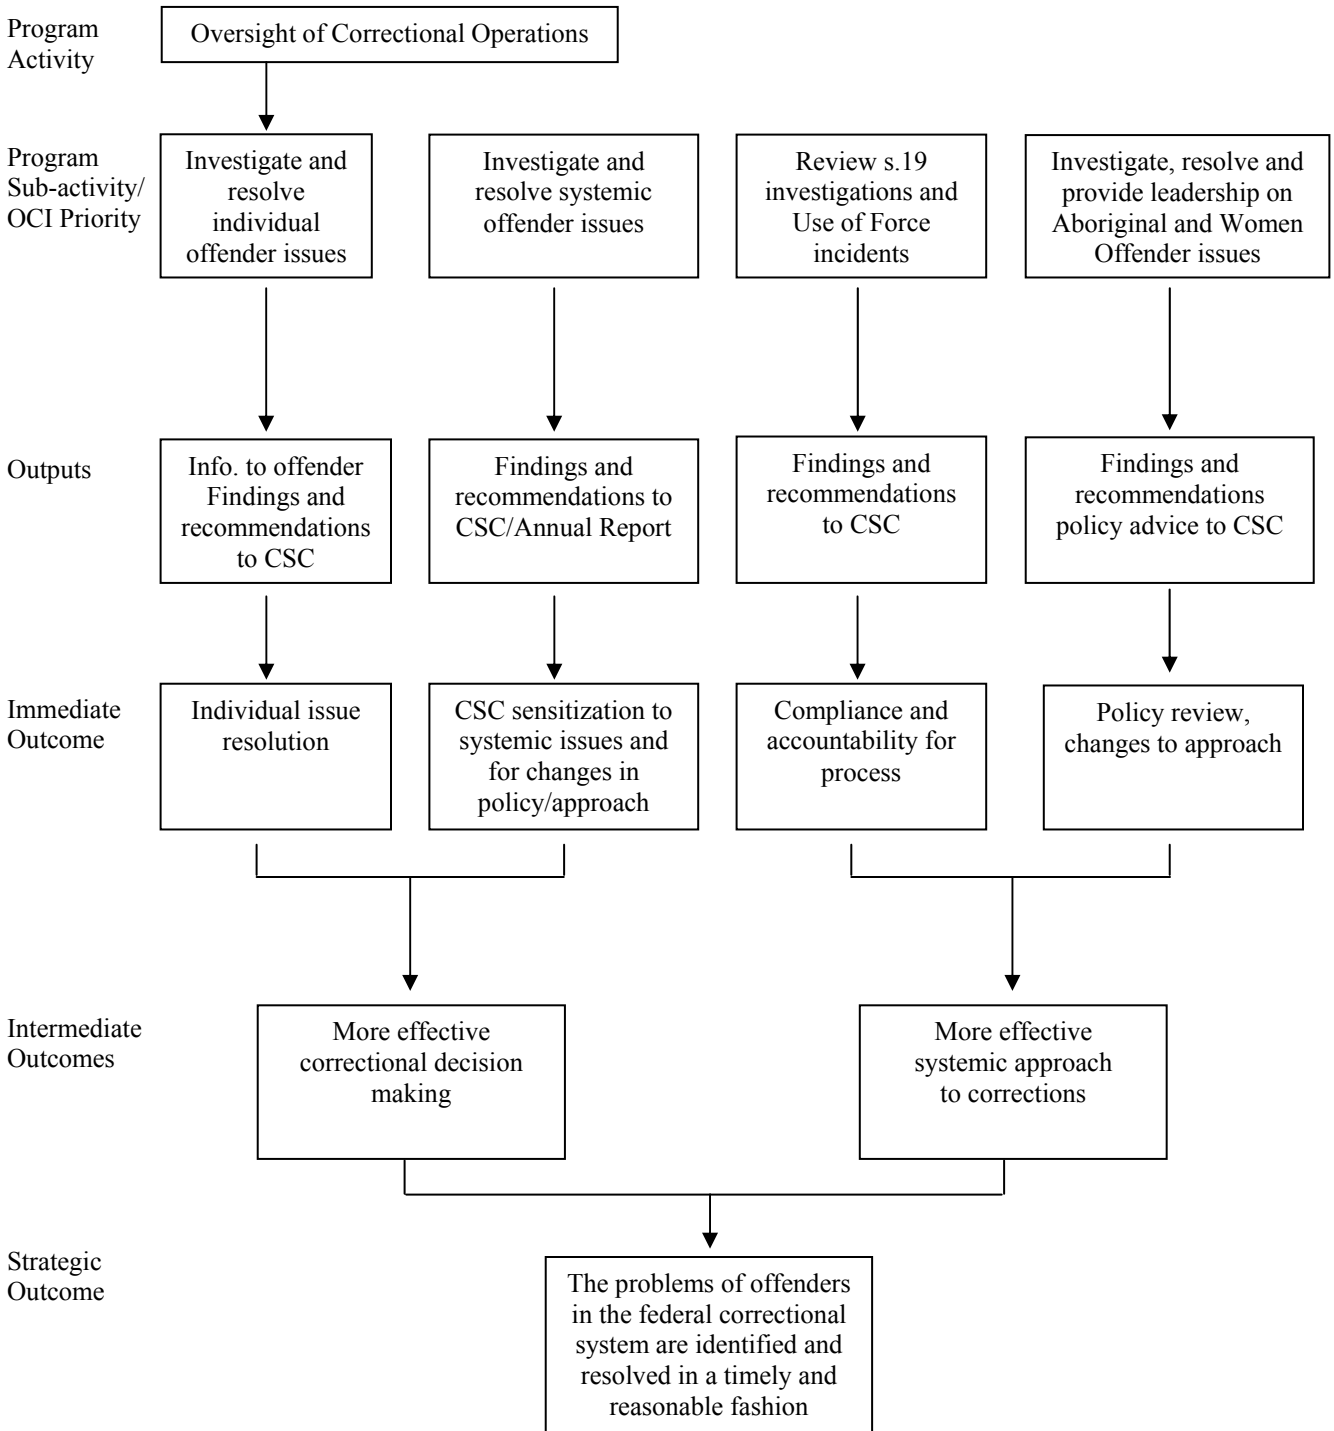 Program
Activity
Oversight of Correctional Operations
Program
Sub-activity/
OCI Priority
Investigate and
resolve
individual
offender issues
Investigate and
resolve systemic
offender issues
Review s.19
investigations and
Use of Force
incidents
Investigate, resolve and
provide leadership on
Aboriginal and Women
Offender issues
Outputs
Info. to offender
Findings and
recommendations
to CSC
Findings and
recommendations to
CSC/Annual Report
Findings and
recommendations
to CSC
Findings and
recommendations
policy advice to CSC
Immediate
Outcome
Individual issue
resolution
CSC sensitization to
systemic issues and
for changes in
policy/approach
Compliance and
accountability for
process
Policy review,
changes to approach
Intermediate
Outcomes
More effective
correctional decision
making
More effective
systemic approach
to corrections
Strategic
Outcome
The problems of offenders
in the federal correctional
system are identified and
resolved in a timely and
reasonable fashion